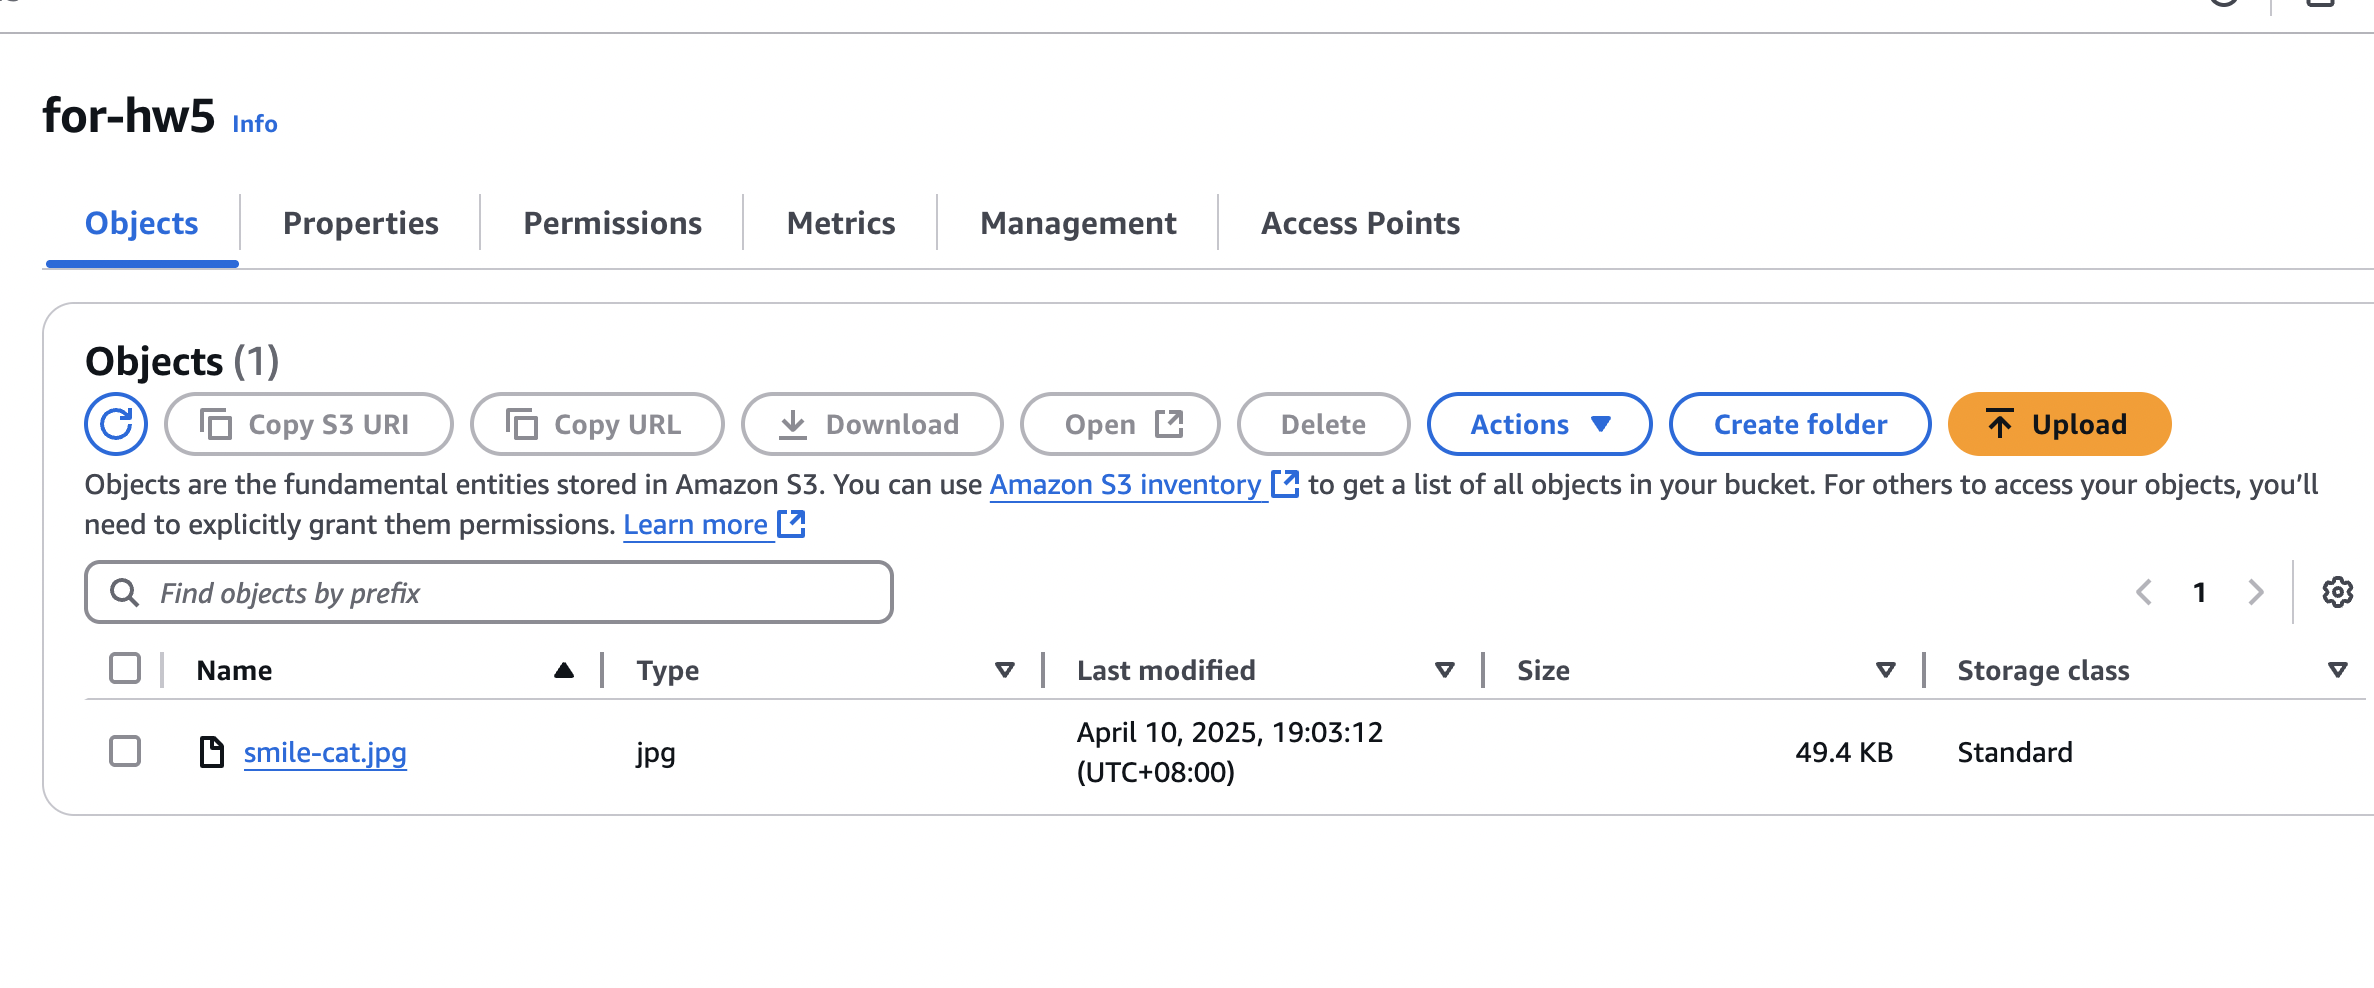 for-hw5 Info
Objects Properties Permissions Metrics Management Access Points
Objects (1)
Copy S3 URI Copy URL Download Open Delete Actions Create folder Upload
Objects are the fundamental entities stored in Amazon S3. You can use Amazon S3 inventory to get a list of all objects in your bucket. For others to access your objects, you’ll
need to explicitly grant them permissions. Learn more
Find objects by prefix
1
Name Type Last modified Size Storage class
smile-cat.jpg jpg April 10, 2025, 19:03:12 (UTC+08:00) 49.4 KB Standard